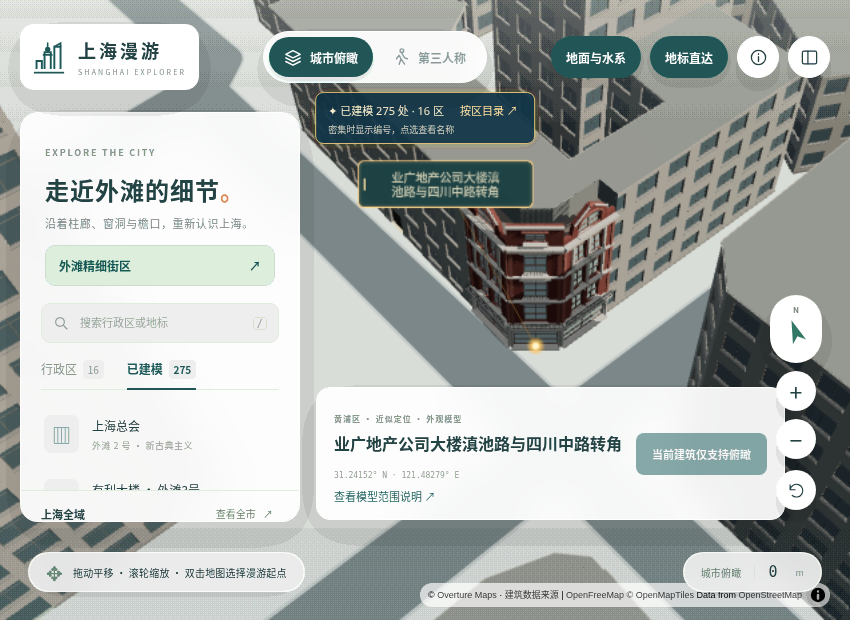 上海漫游
SHANGHAI EXPLORER
城市俯瞰
第三人称
地面与水系
地标直达
✦ 已建模 275 处 · 16 区
按区目录 ↗
密集时显示编号，点选查看名称
业广地产公司大楼滇
池路与四川中路转角
EXPLORE THE CITY
走近外滩的细节。
沿着柱廊、窗洞与檐口，重新认识上海。
外滩精细街区 ↗
搜索行政区或地标 /
行政区 16
已建模 275
上海总会
外滩 2 号 · 新古典主义
有利大楼 · 外滩3号
上海全域
查看全市 ↗
N
黄浦区 · 近似定位 · 外观模型
业广地产公司大楼滇池路与四川中路转角
当前建筑仅支持俯瞰
31.24152° N · 121.48279° E
查看模型范围说明 ↗
拖动平移 · 滚轮缩放 · 双击地图选择漫游起点
城市俯瞰 0 m
© Overture Maps · 建筑数据来源 | OpenFreeMap © OpenMapTiles Data from OpenStreetMap